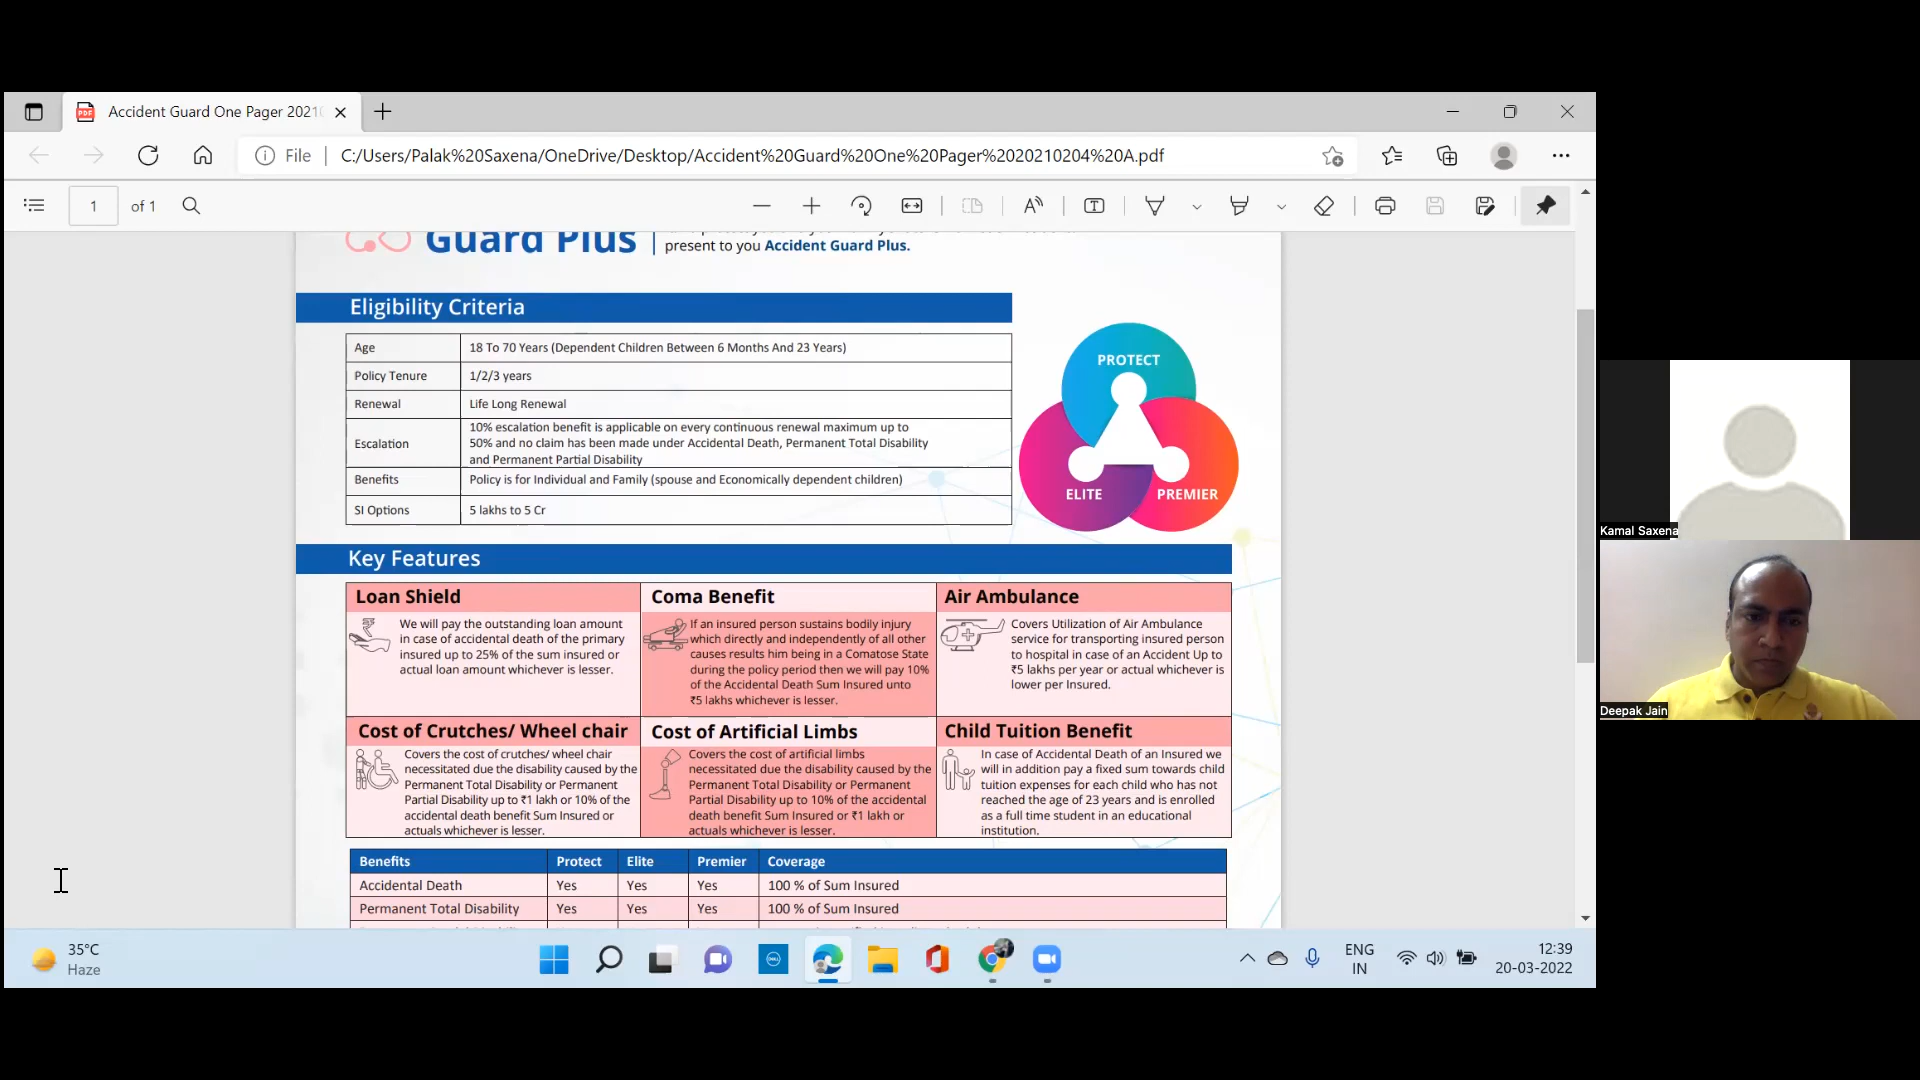 Accident Guard One Pager 2021
File
C:/Users/Palak%20Saxena/OneDrive/Desktop/Accident%20Guard%20One%20Pager%2020210204%20A.pdf
1
of 1
Guard Plus
present to you Accident Guard Plus.
Eligibility Criteria
Age
18 To 70 Years (Dependent Children Between 6 Months And 23 Years)
Policy Tenure
1/2/3 years
Renewal
Life Long Renewal
Escalation
10% escalation benefit is applicable on every continuous renewal maximum up to
50% and no claim has been made under Accidental Death, Permanent Total Disability
and Permanent Partial Disability
Benefits
Policy is for Individual and Family (spouse and Economically dependent children)
SI Options
5 lakhs to 5 Cr
PROTECT
ELITE
PREMIER
Key Features
Loan Shield
We will pay the outstanding loan amount
in case of accidental death of the primary
insured up to 25% of the sum insured or
actual loan amount whichever is lesser.
Coma Benefit
If an insured person sustains bodily injury
which directly and independently of all other
causes results him being in a Comatose State
during the policy period then we will pay 10%
of the Accidental Death Sum Insured unto
₹5 lakhs whichever is lesser.
Air Ambulance
Covers Utilization of Air Ambulance
service for transporting insured person
to hospital in case of an Accident Up to
₹5 lakhs per year or actual whichever is
lower per Insured.
Cost of Crutches/ Wheel chair
Covers the cost of crutches/ wheel chair
necessitated due the disability caused by the
Permanent Total Disability or Permanent
Partial Disability up to ₹1 lakh or 10% of the
accidental death benefit Sum Insured or
actuals whichever is lesser.
Cost of Artificial Limbs
Covers the cost of artificial limbs
necessitated due the disability caused by the
Permanent Total Disability or Permanent
Partial Disability up to 10% of the accidental
death benefit Sum Insured or ₹1 lakh or
actuals whichever is lesser.
Child Tuition Benefit
In case of Accidental Death of an Insured we
will in addition pay a fixed sum towards child
tuition expenses for each child who has not
reached the age of 23 years and is enrolled
as a full time student in an educational
institution.
Benefits Protect Elite Premier Coverage
Accidental Death Yes Yes Yes 100 % of Sum Insured
Permanent Total Disability Yes Yes Yes 100 % of Sum Insured
Kamal Saxena
Deepak Jain
35°C
Haze
ENG
IN
12:39
20-03-2022